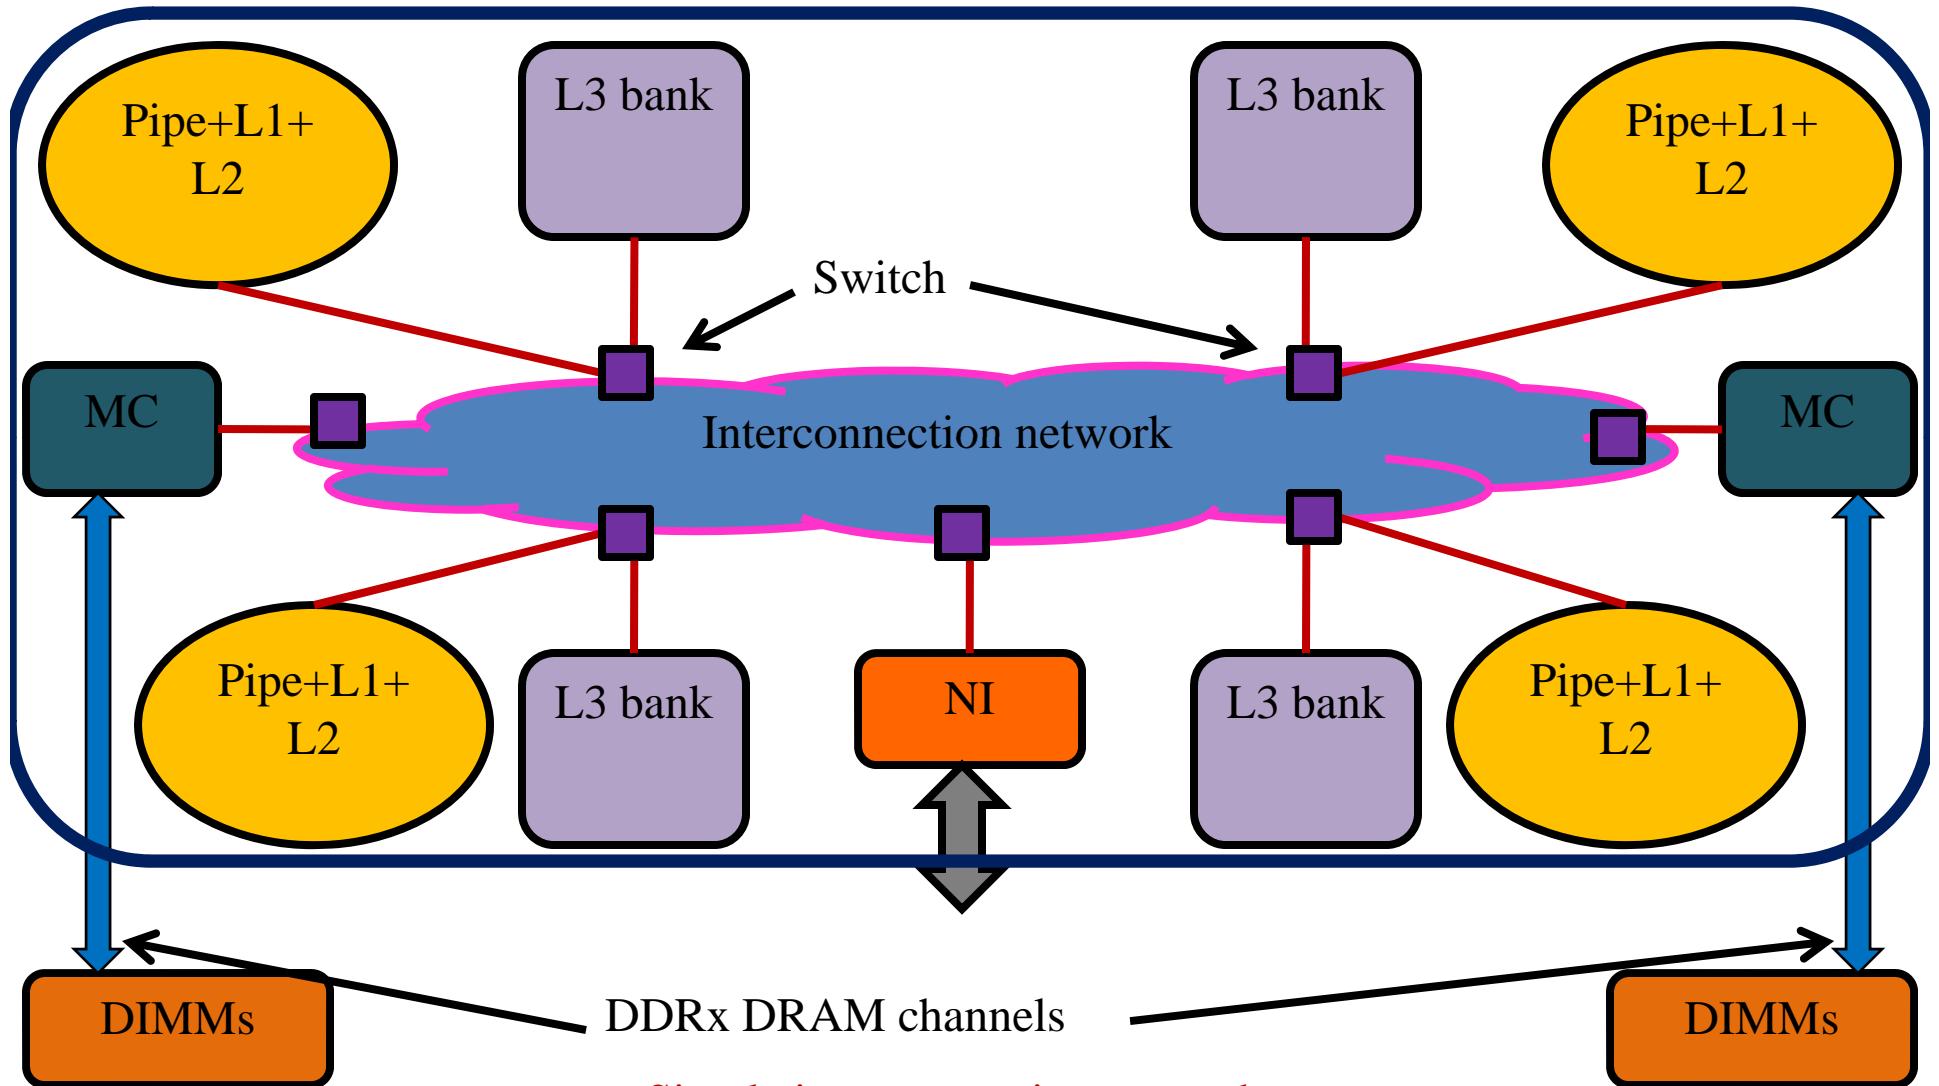 Pipe+L1+
L2
L3 bank
L3 bank
Pipe+L1+
L2
Switch
MC
Interconnection network
MC
Pipe+L1+
L2
L3 bank
NI
L3 bank
Pipe+L1+
L2
DIMMs
DDRx DRAM channels
DIMMs